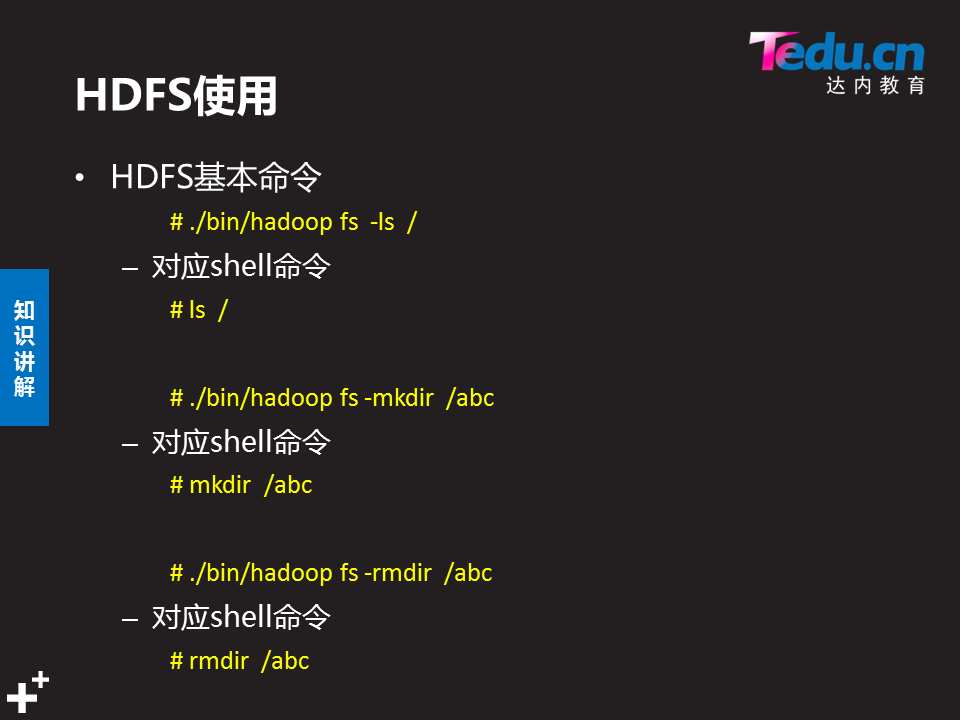 Tedu.cn
达内教育
HDFS使用
• HDFS基本命令
# ./bin/hadoop fs  -ls  /
– 对应shell命令
# ls  /
# ./bin/hadoop fs -mkdir  /abc
– 对应shell命令
# mkdir  /abc
# ./bin/hadoop fs -rmdir  /abc
– 对应shell命令
# rmdir  /abc
知
识
讲
解